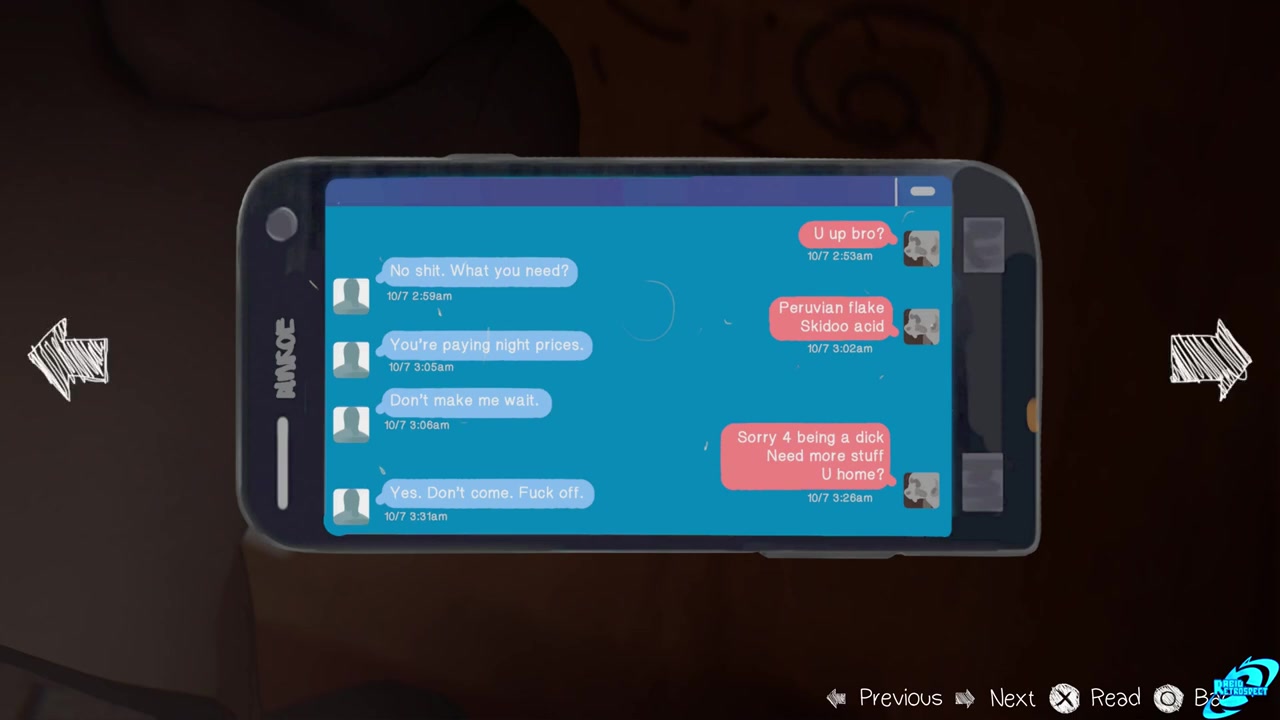 U up bro?
10/7 2:53am
No shit. What you need?
10/7 2:59am
Peruvian flake
Skidoo acid
10/7 3:02am
You're paying night prices.
10/7 3:05am
Don't make me wait.
10/7 3:06am
Sorry 4 being a dick
Need more stuff
U home?
10/7 3:26am
Yes. Don't come. Fuck off.
10/7 3:31am
Previous Next Read
RABID
RETROSPECT